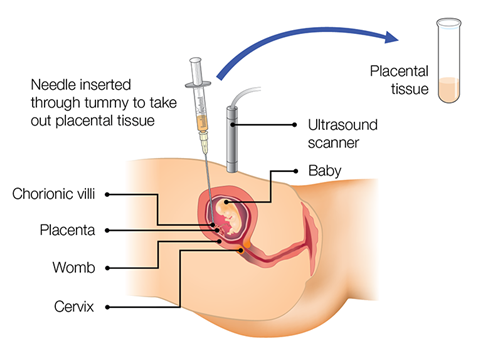 Needle inserted
through tummy to take
out placental tissue
Placental
tissue
Ultrasound
scanner
Baby
Chorionic villi
Placenta
Womb
Cervix